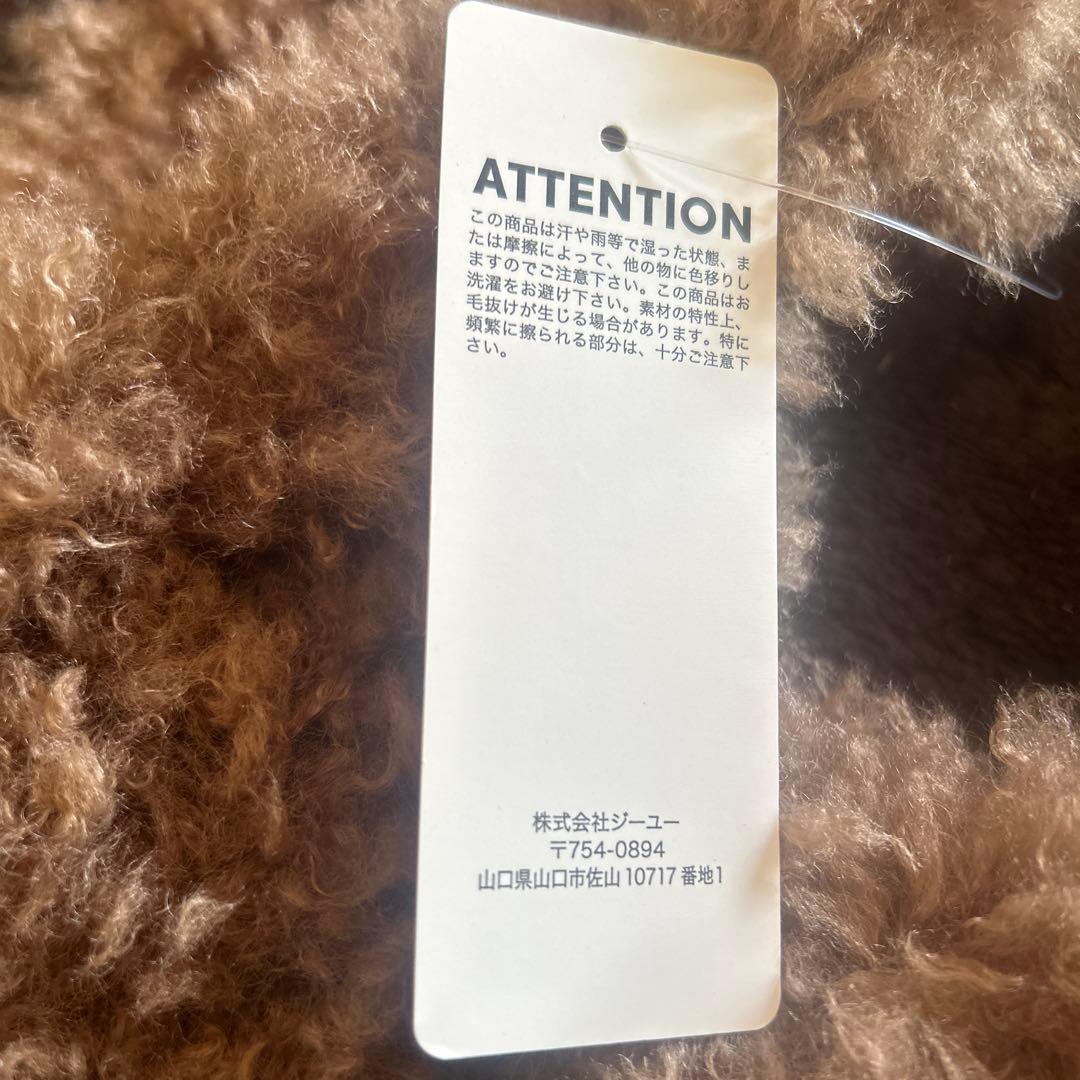 ATTENTION
この商品は汗や雨等で湿った状態、ま
たは摩擦によって、他の物に色移りし
ますのでご注意下さい。この商品はお
洗濯をお避け下さい。素材の特性上、
毛抜けが生じる場合があります。特に
頻繁に擦られる部分は、十分ご注意下
さい。
株式会社ジーユー
〒754-0894
山口県山口市佐山10717番地1